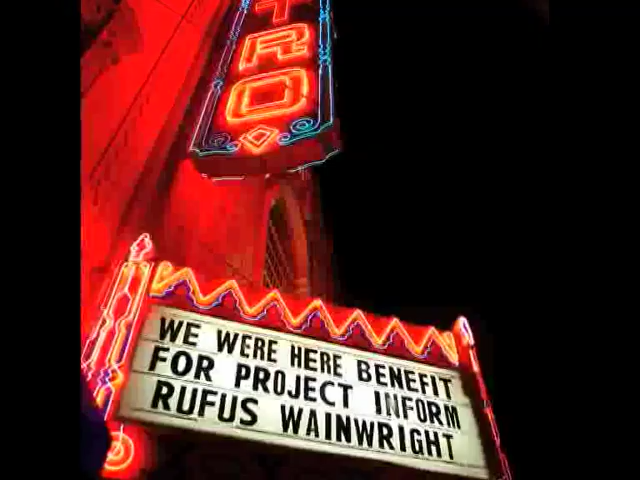 TRO
WE WERE HERE BENEFIT
FOR PROJECT INFORM
RUFUS WAINWRIGHT